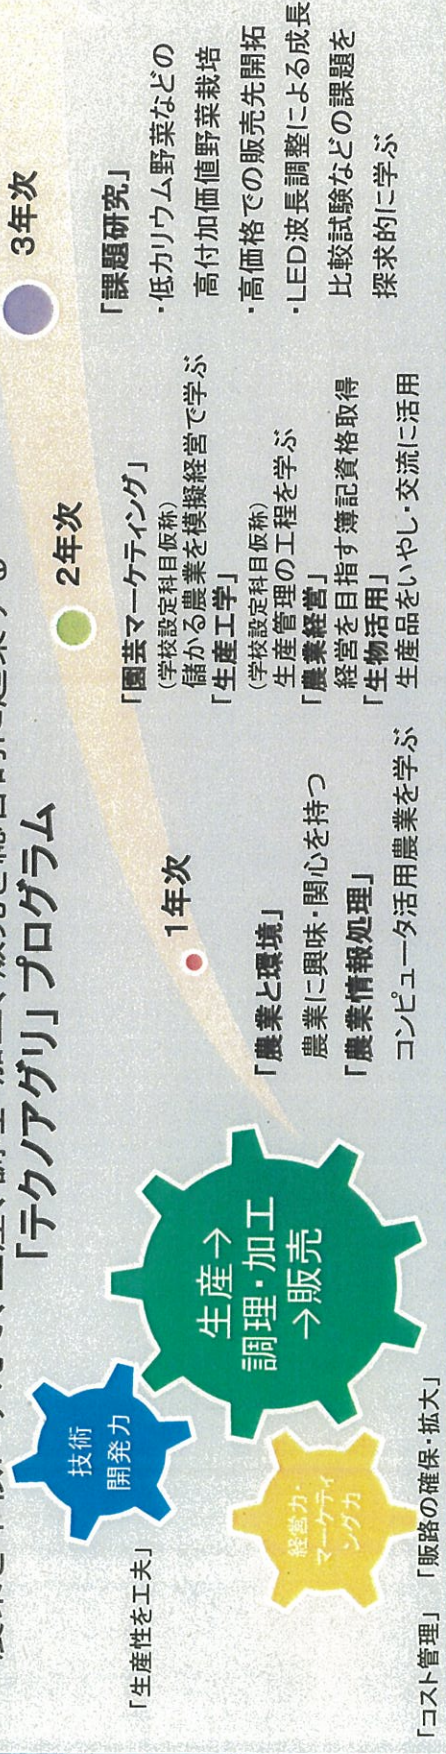 「テクノアグリ」プログラム
技術
開発力
「生産性を工夫」
生産→
調理・加工
→販売
経営力・
マーケティ
ング力
「コスト管理」「販路の確保・拡大」
1年次
「農業と環境」
農業に興味・関心を持つ
「農業情報処理」
コンピュータ活用農業を学ぶ
2年次
「園芸マーケティング」
(学校設定科目仮称)
儲かる農業を模擬経営で学ぶ
「生産工学」
(学校設定科目仮称)
生産管理の工程を学ぶ
「農業経営」
経営を目指す簿記資格取得
「生物活用」
生産品をいやし・交流に活用
3年次
「課題研究」
・低カリウム野菜などの
高付加価値野菜栽培
・高価格での販売先開拓
・LED波長調整による成長
比較試験などの課題を
探求的に学ぶ